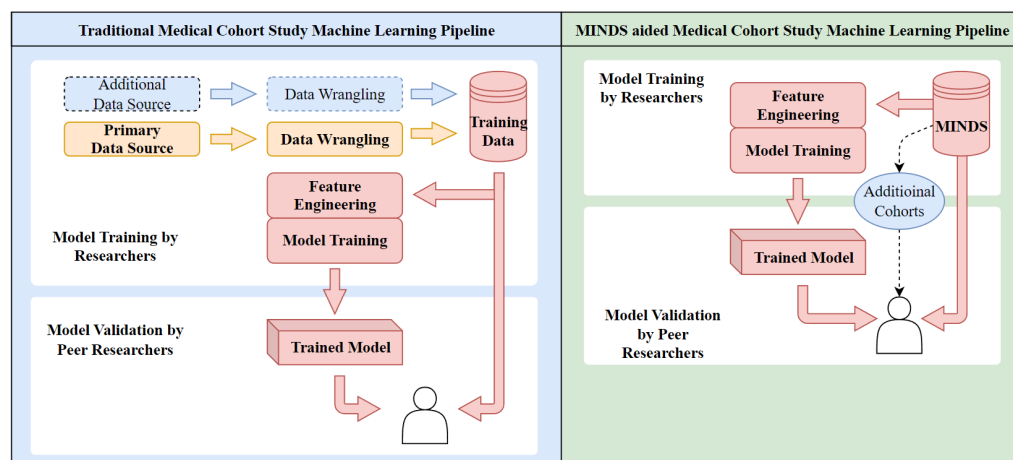 Traditional Medical Cohort Study Machine Learning Pipeline
Additional
Data Source
Data Wrangling
Primary
Data Source
Data Wrangling
Training
Data
Feature
Engineering
Model Training
Model Training by
Researchers
Model Validation by
Peer Researchers
Trained Model
MINDS aided Medical Cohort Study Machine Learning Pipeline
Model Training
by Researchers
Feature
Engineering
Model Training
MINDS
Additioinal
Cohorts
Trained Model
Model Validation
by Peer
Researchers